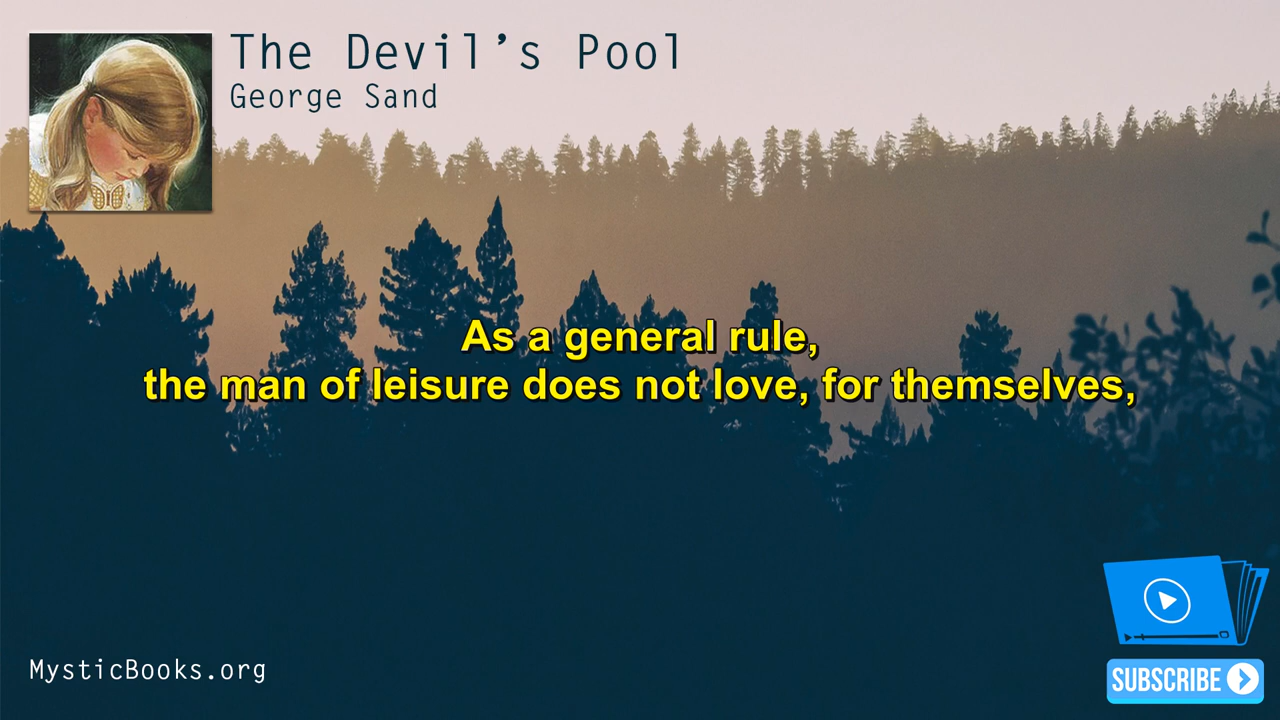 The Devil's Pool
George Sand
As a general rule,
the man of leisure does not love, for themselves,
MysticBooks.org
SUBSCRIBE